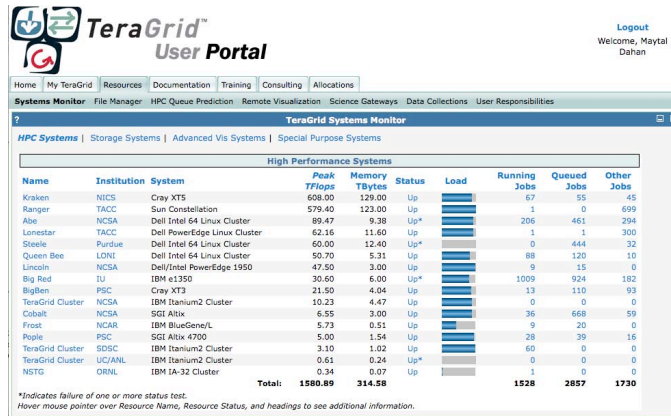 TeraGrid™
User Portal
Logout
Welcome, Maytal
Dahan
Home My TeraGrid Resources Documentation Training Consulting Allocations
Systems Monitor File Manager HPC Queue Prediction Remote Visualization Science Gateways Data Collections User Responsibilities
? TeraGrid Systems Monitor
HPC Systems | Storage Systems | Advanced Vis Systems | Special Purpose Systems
High Performance Systems
Name Institution System Peak TFlops Memory TBytes Status Load Running Jobs Queued Jobs Other Jobs
Kraken NICS Cray XT5 608.00 129.00 Up 67 55 45
Ranger TACC Sun Constellation 579.40 123.00 Up 1 0 699
Abe NCSA Dell Intel 64 Linux Cluster 89.47 9.38 Up* 206 461 294
Lonestar TACC Dell PowerEdge Linux Cluster 62.16 11.60 Up 1 1 300
Steele Purdue Dell Intel 64 Linux Cluster 60.00 12.40 Up* 0 444 32
Queen Bee LONI Dell Intel 64 Linux Cluster 50.70 5.31 Up 88 120 10
Lincoln NCSA Dell/Intel PowerEdge 1950 47.50 3.00 Up 9 15 0
Big Red IU IBM e1350 30.60 6.00 Up* 1009 924 182
BigBen PSC Cray XT3 21.50 4.04 Up 13 110 93
TeraGrid Cluster NCSA IBM Itanium2 Cluster 10.23 4.47 Up 0 0 0
Cobalt NCSA SGI Altix 6.55 3.00 Up 36 668 59
Frost NCAR IBM BlueGene/L 5.73 0.51 Up 9 20 0
Pople PSC SGI Altix 4700 5.00 1.54 Up 28 39 16
TeraGrid Cluster SDSC IBM Itanium2 Cluster 3.10 1.02 Up 60 0 0
TeraGrid Cluster UC/ANL IBM Itanium2 Cluster 0.61 0.24 Up* 0 0 0
NSTG ORNL IBM IA-32 Cluster 0.34 0.07 Up 1 0 0
Total: 1580.89 314.58 1528 2857 1730
*Indicates failure of one or more status test.
Hover mouse pointer over Resource Name, Resource Status, and headings to see additional information.